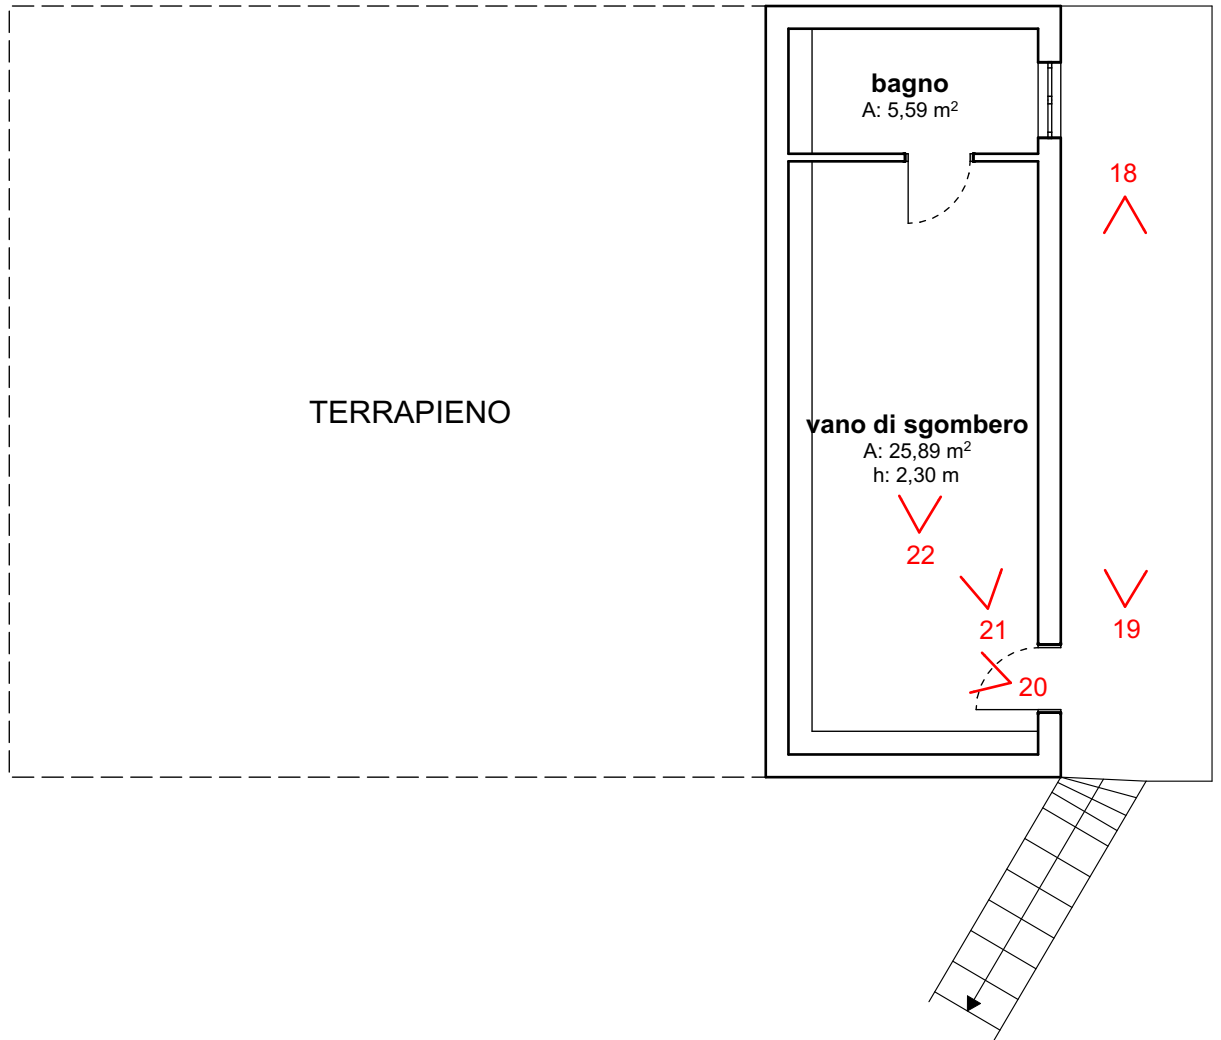 bagno
A: 5,59 m²
18
TERRAPIENO
vano di sgombero
A: 25,89 m²
h: 2,30 m
22
21
19
20